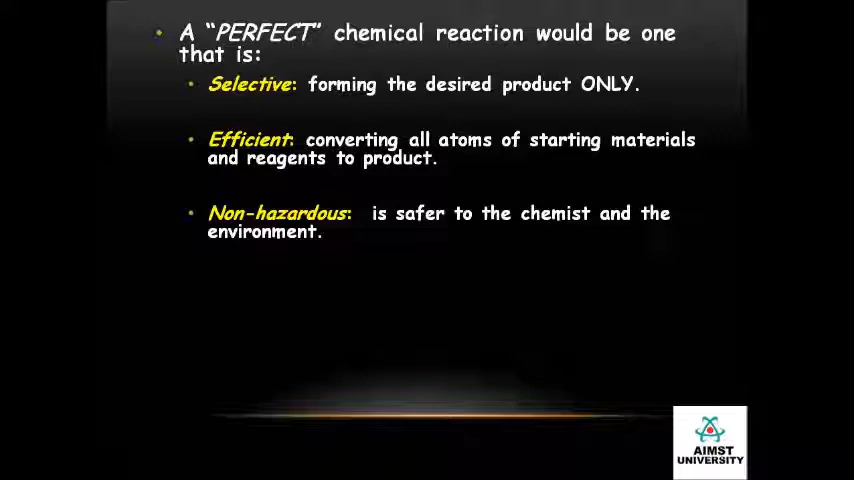 • A “PERFECT” chemical reaction would be one
that is:
• Selective: forming the desired product ONLY.
• Efficient: converting all atoms of starting materials
and reagents to product.
• Non-hazardous: is safer to the chemist and the
environment.
AIMST
UNIVERSITY